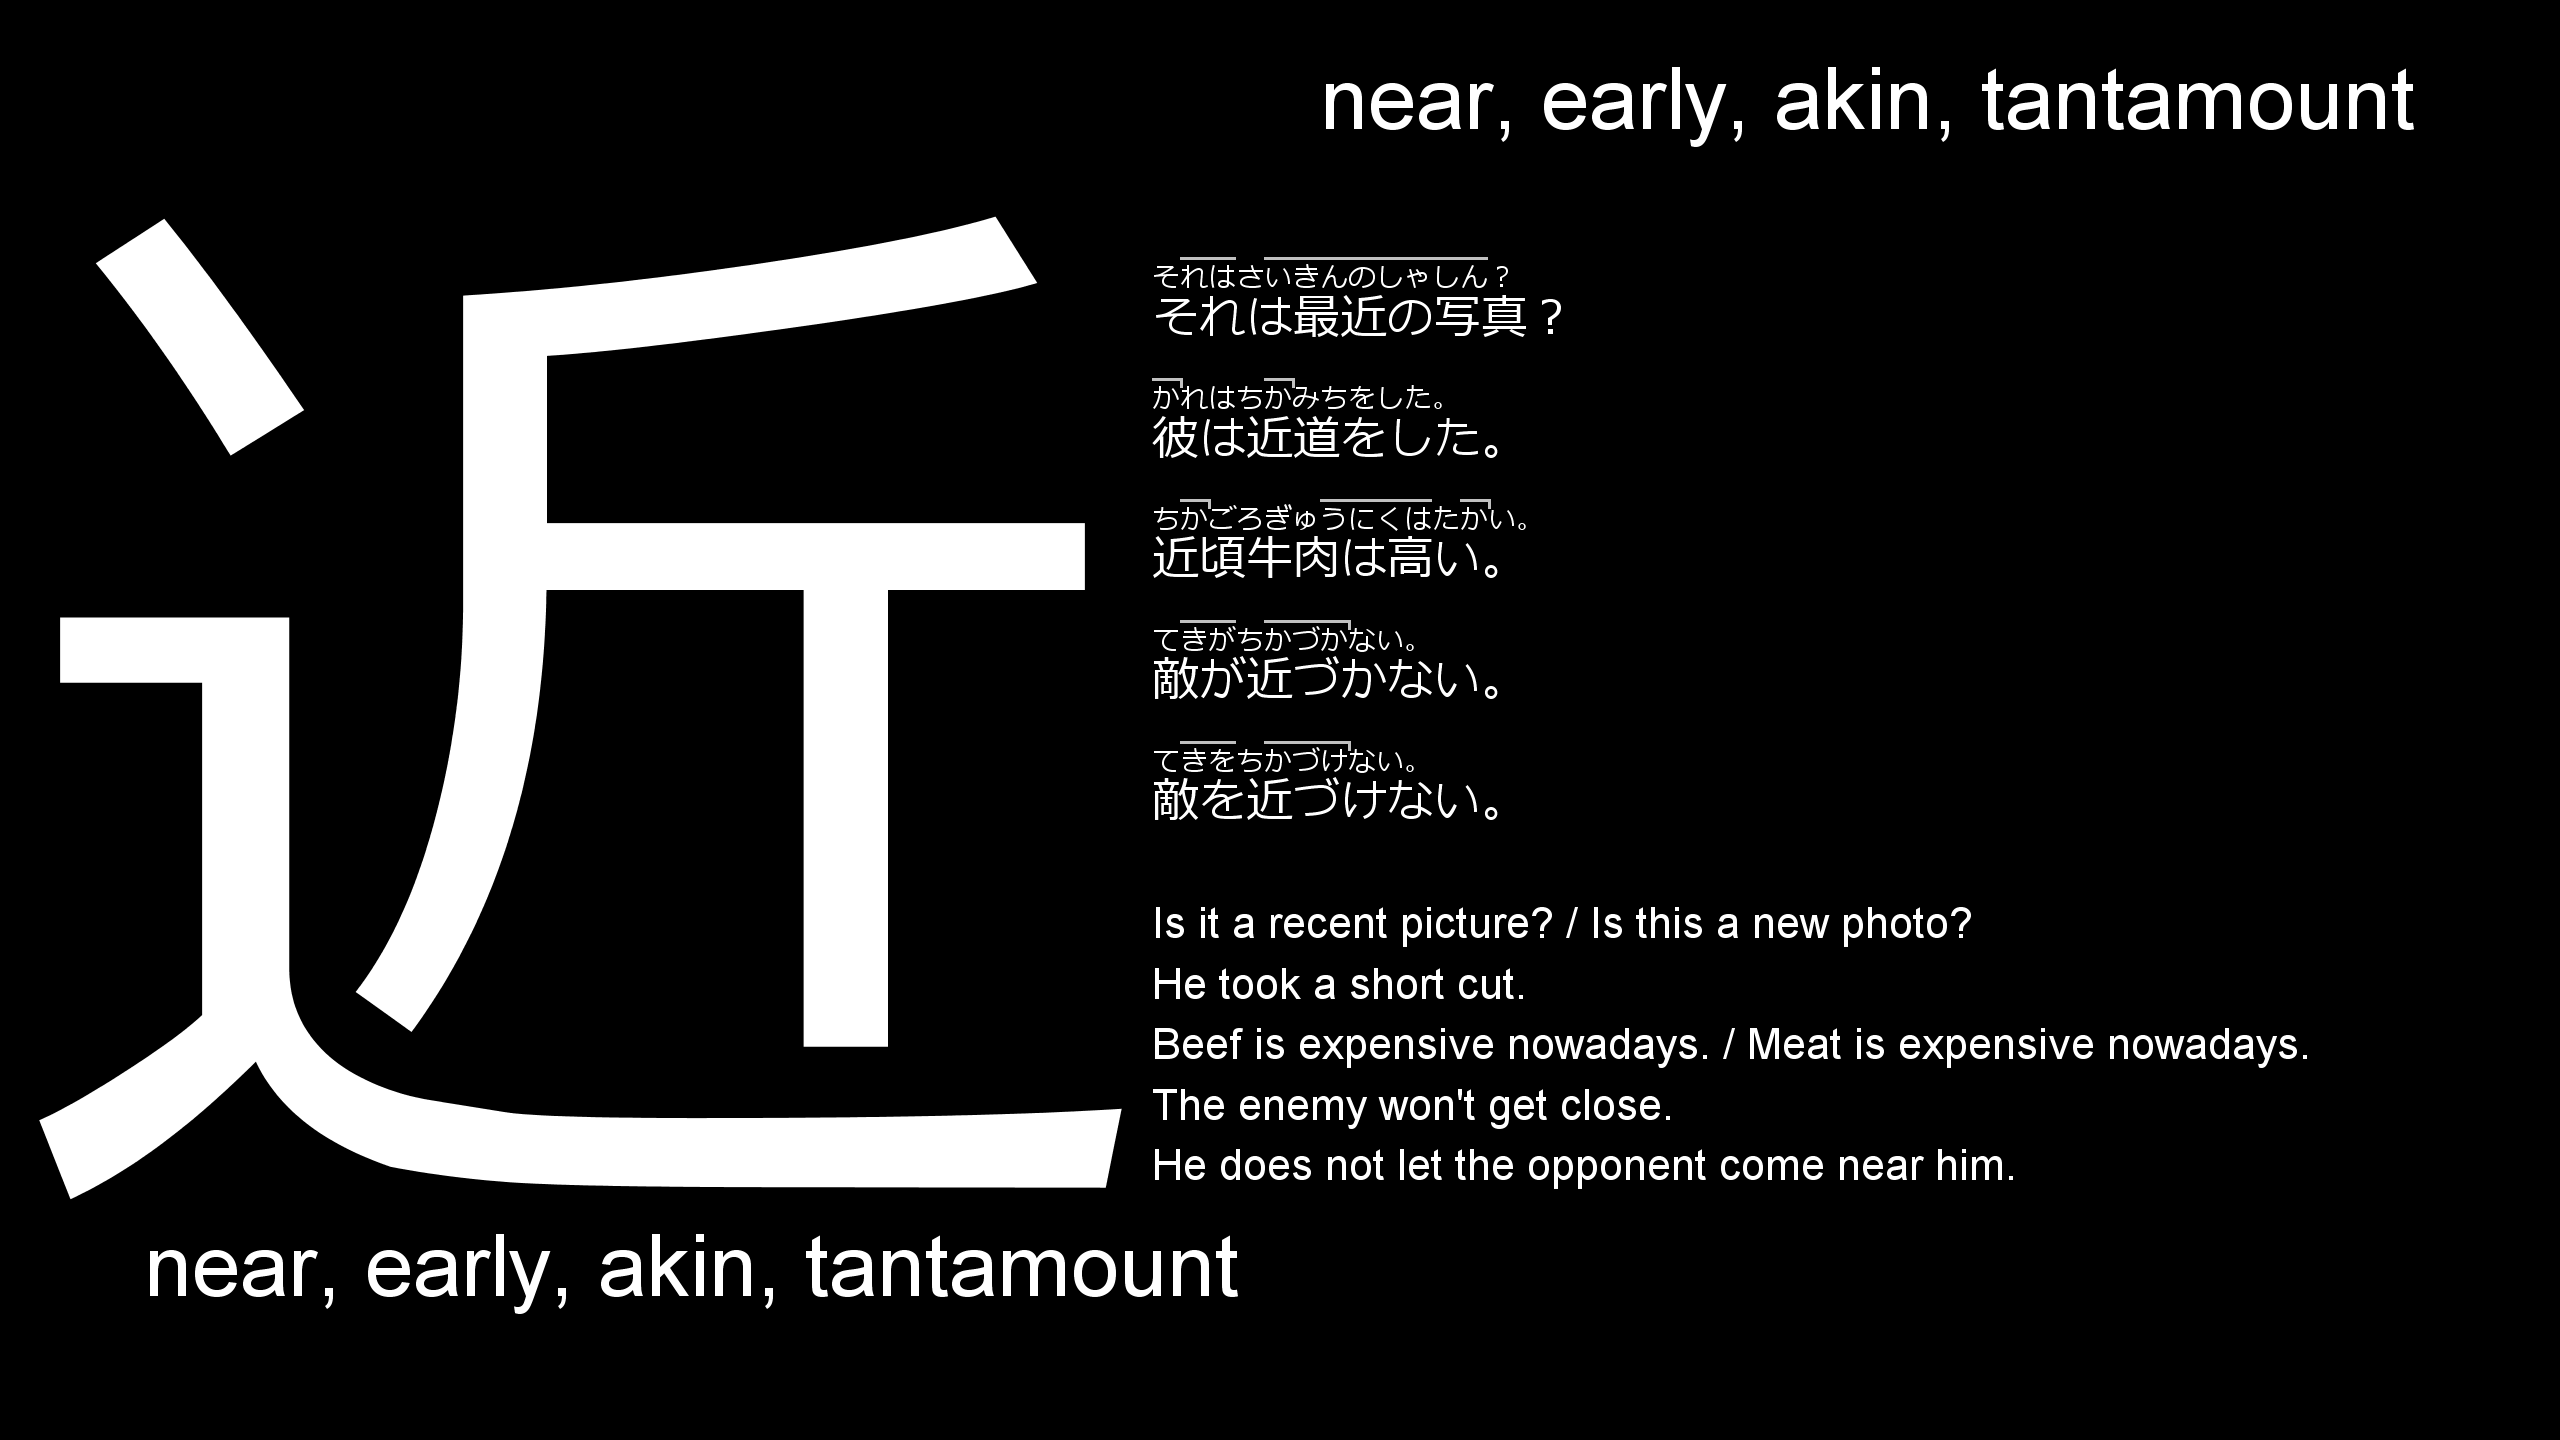 near, early, akin, tantamount
近
それはさいきんのしゃしん？
それは最近の写真？
かれはちかみちをした。
彼は近道をした。
ちかごろぎゅうにくはたかい。
近頃牛肉は高い。
てきがちかづかない。
敵が近づかない。
てきをちかづけない。
敵を近づけない。
Is it a recent picture? / Is this a new photo?
He took a short cut.
Beef is expensive nowadays. / Meat is expensive nowadays.
The enemy won't get close.
He does not let the opponent come near him.
near, early, akin, tantamount